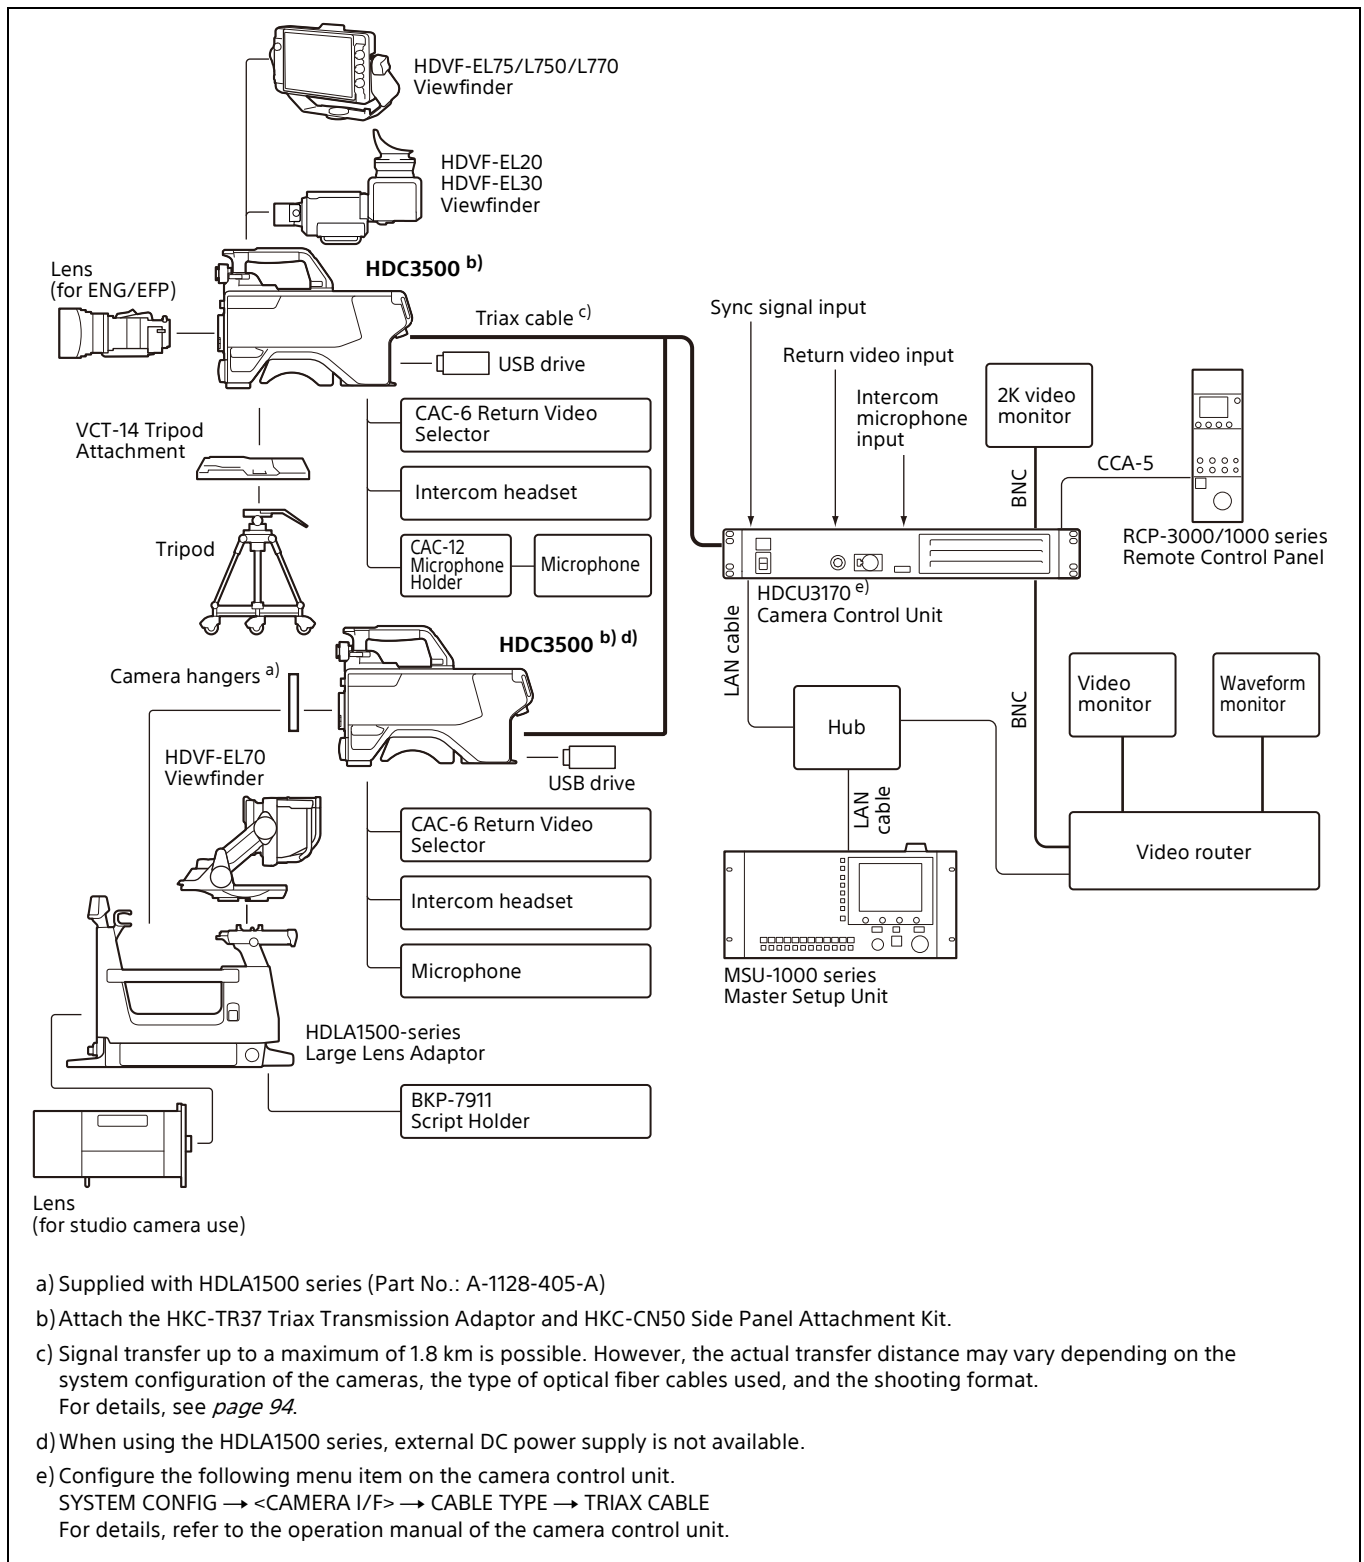 HDVF-EL75/L750/L770
Viewfinder
HDVF-EL20
HDVF-EL30
Viewfinder
HDC3500 b)
Lens
(for ENG/EFP)
Triax cable c)
USB drive
CAC-6 Return Video
Selector
Intercom headset
CAC-12
Microphone
Holder
Microphone
VCT-14 Tripod
Attachment
Tripod
Sync signal input
Return video input
Intercom
microphone
input
2K video
monitor
BNC
CCA-5
RCP-3000/1000 series
Remote Control Panel
HDCU3170 e)
Camera Control Unit
LAN cable
HDC3500 b) d)
Camera hangers a)
USB drive
HDVF-EL70
Viewfinder
CAC-6 Return Video
Selector
Intercom headset
Microphone
Hub
LAN
cable
BNC
Video
monitor
Waveform
monitor
Video router
MSU-1000 series
Master Setup Unit
HDLA1500-series
Large Lens Adaptor
BKP-7911
Script Holder
Lens
(for studio camera use)
a) Supplied with HDLA1500 series (Part No.: A-1128-405-A)
b) Attach the HKC-TR37 Triax Transmission Adaptor and HKC-CN50 Side Panel Attachment Kit.
c) Signal transfer up to a maximum of 1.8 km is possible. However, the actual transfer distance may vary depending on the
system configuration of the cameras, the type of optical fiber cables used, and the shooting format.
For details, see page 94.
d) When using the HDLA1500 series, external DC power supply is not available.
e) Configure the following menu item on the camera control unit.
SYSTEM CONFIG → <CAMERA I/F> → CABLE TYPE → TRIAX CABLE
For details, refer to the operation manual of the camera control unit.